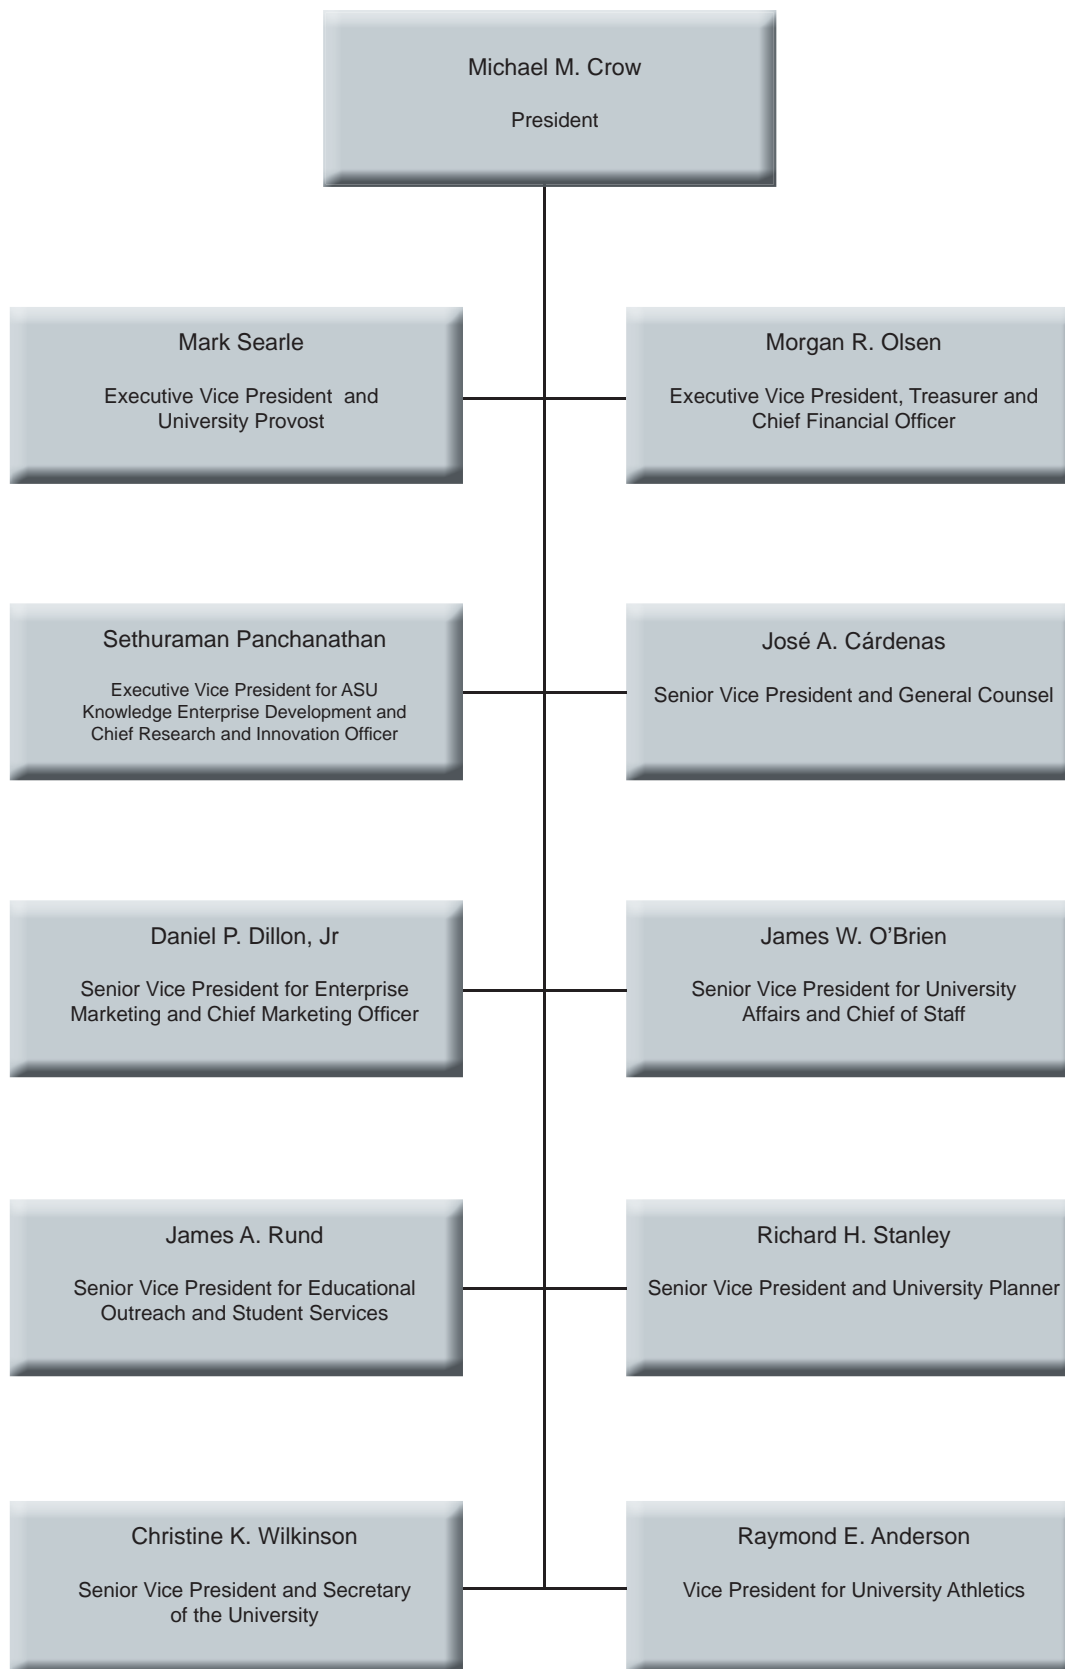 Michael M. Crow
President
Mark Searle
Executive Vice President and
University Provost
Morgan R. Olsen
Executive Vice President, Treasurer and
Chief Financial Officer
Sethuraman Panchanathan
Executive Vice President for ASU
Knowledge Enterprise Development and
Chief Research and Innovation Officer
José A. Cárdenas
Senior Vice President and General Counsel
Daniel P. Dillon, Jr
Senior Vice President for Enterprise
Marketing and Chief Marketing Officer
James W. O’Brien
Senior Vice President for University
Affairs and Chief of Staff
James A. Rund
Senior Vice President for Educational
Outreach and Student Services
Richard H. Stanley
Senior Vice President and University Planner
Christine K. Wilkinson
Senior Vice President and Secretary
of the University
Raymond E. Anderson
Vice President for University Athletics